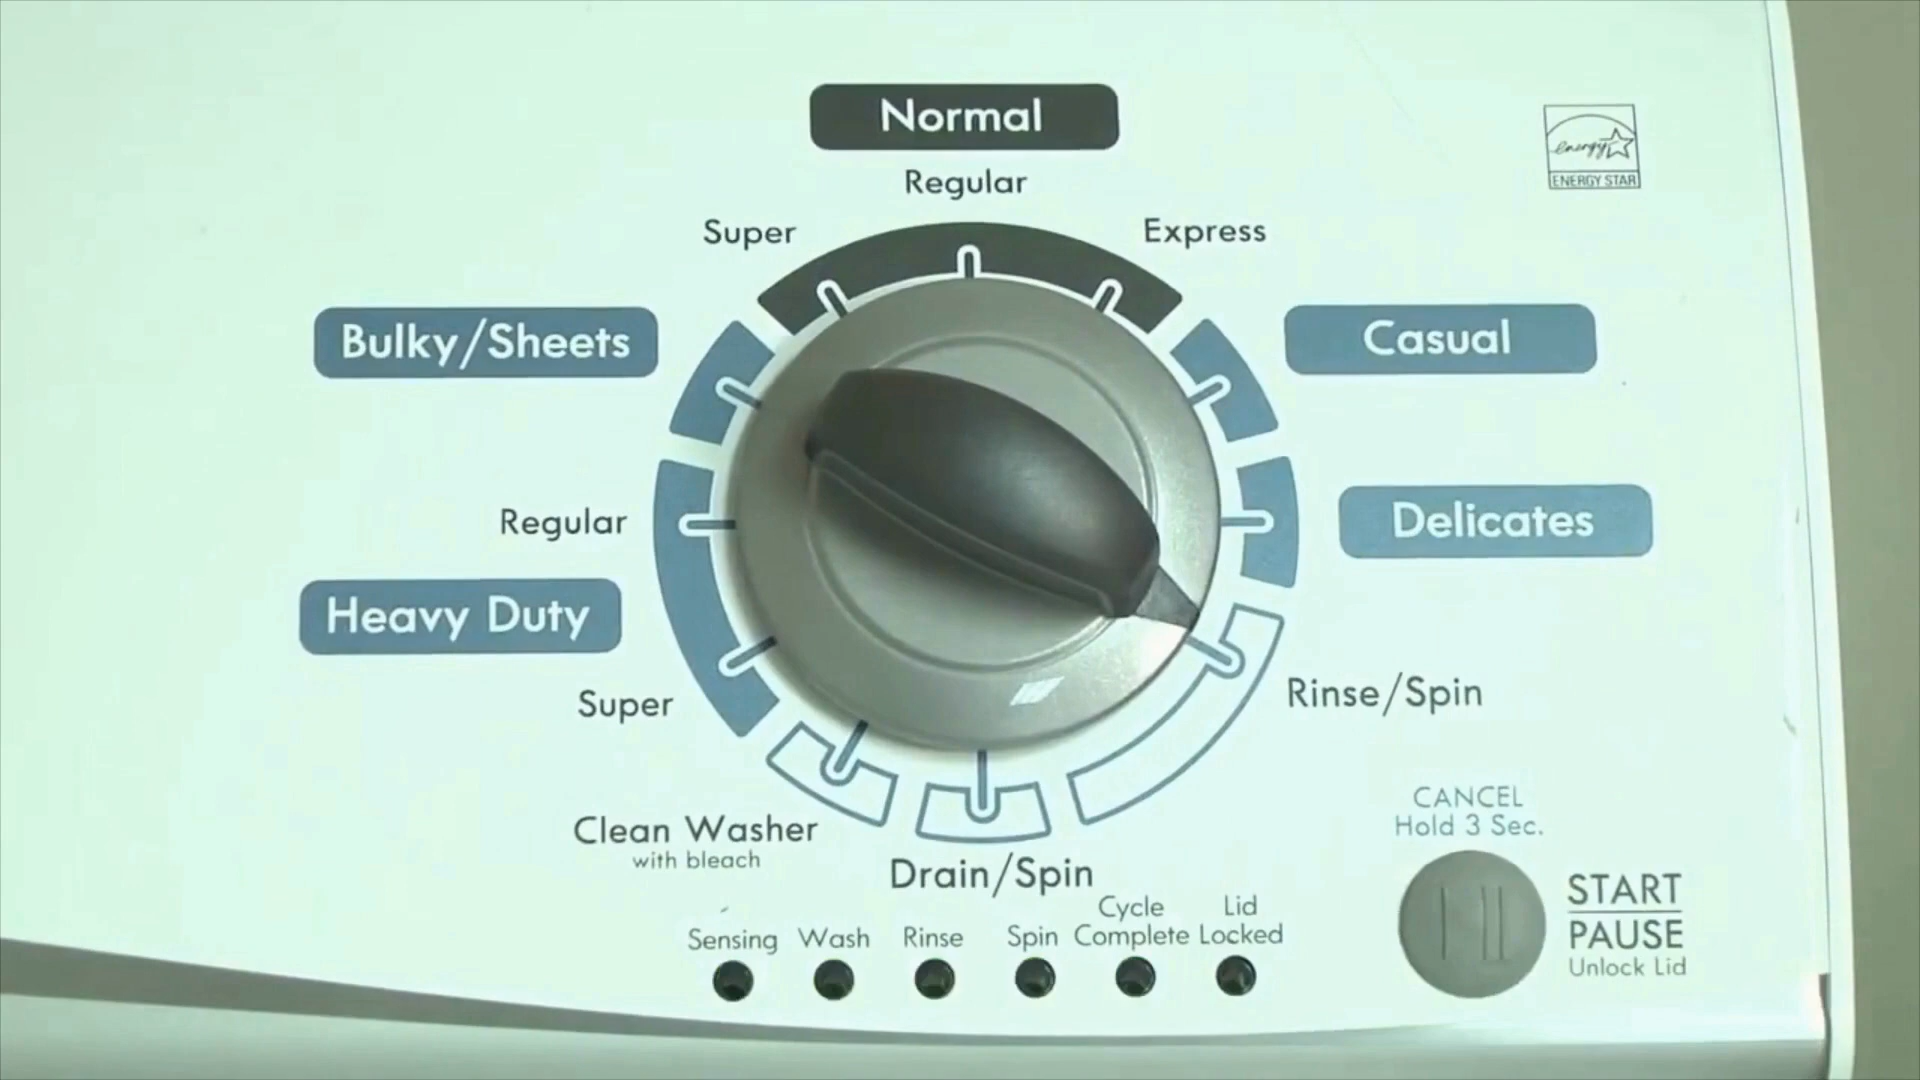 Normal
Regular
Super
Express
energy
ENERGY STAR
Bulky/Sheets
Casual
Regular
Delicates
Heavy Duty
Super
Rinse/Spin
Clean Washer
with bleach
Drain/Spin
CANCEL
Hold 3 Sec.
START
PAUSE
Unlock Lid
Sensing
Wash
Rinse
Spin
Cycle
Complete
Lid
Locked